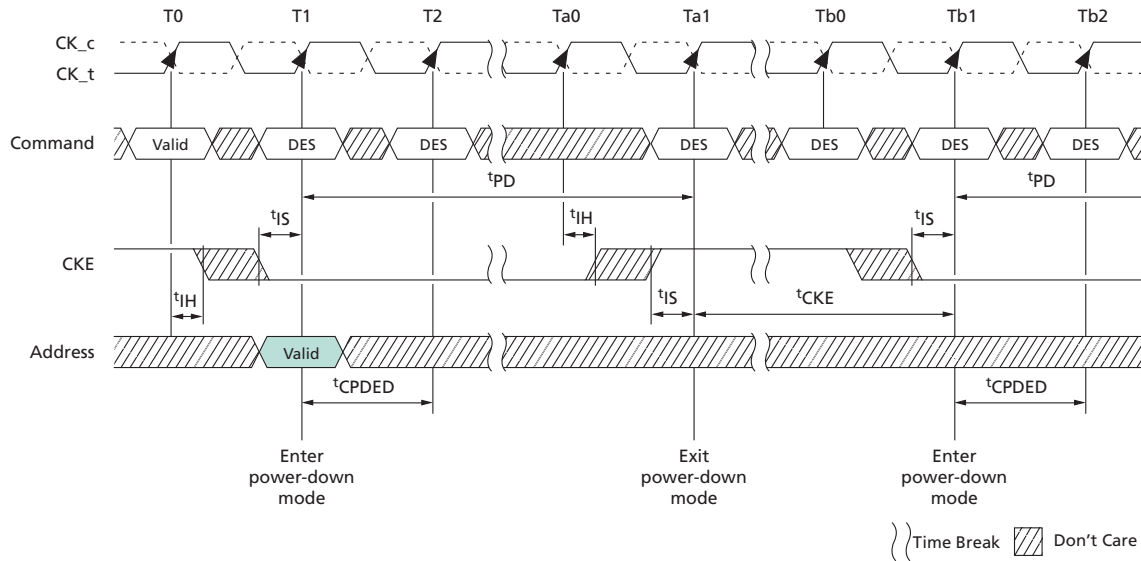 T0 T1 T2 Ta0 Ta1 Tb0 Tb1 Tb2
CK_c
CK_t
Command Valid DES DES DES DES DES DES
tPD tPD
tIS tIH tIS
CKE
tIH tIS tCKE
Address Valid
tCPDED tCPDED
Enter power-down mode
Exit power-down mode
Enter power-down mode
Time Break Don't Care